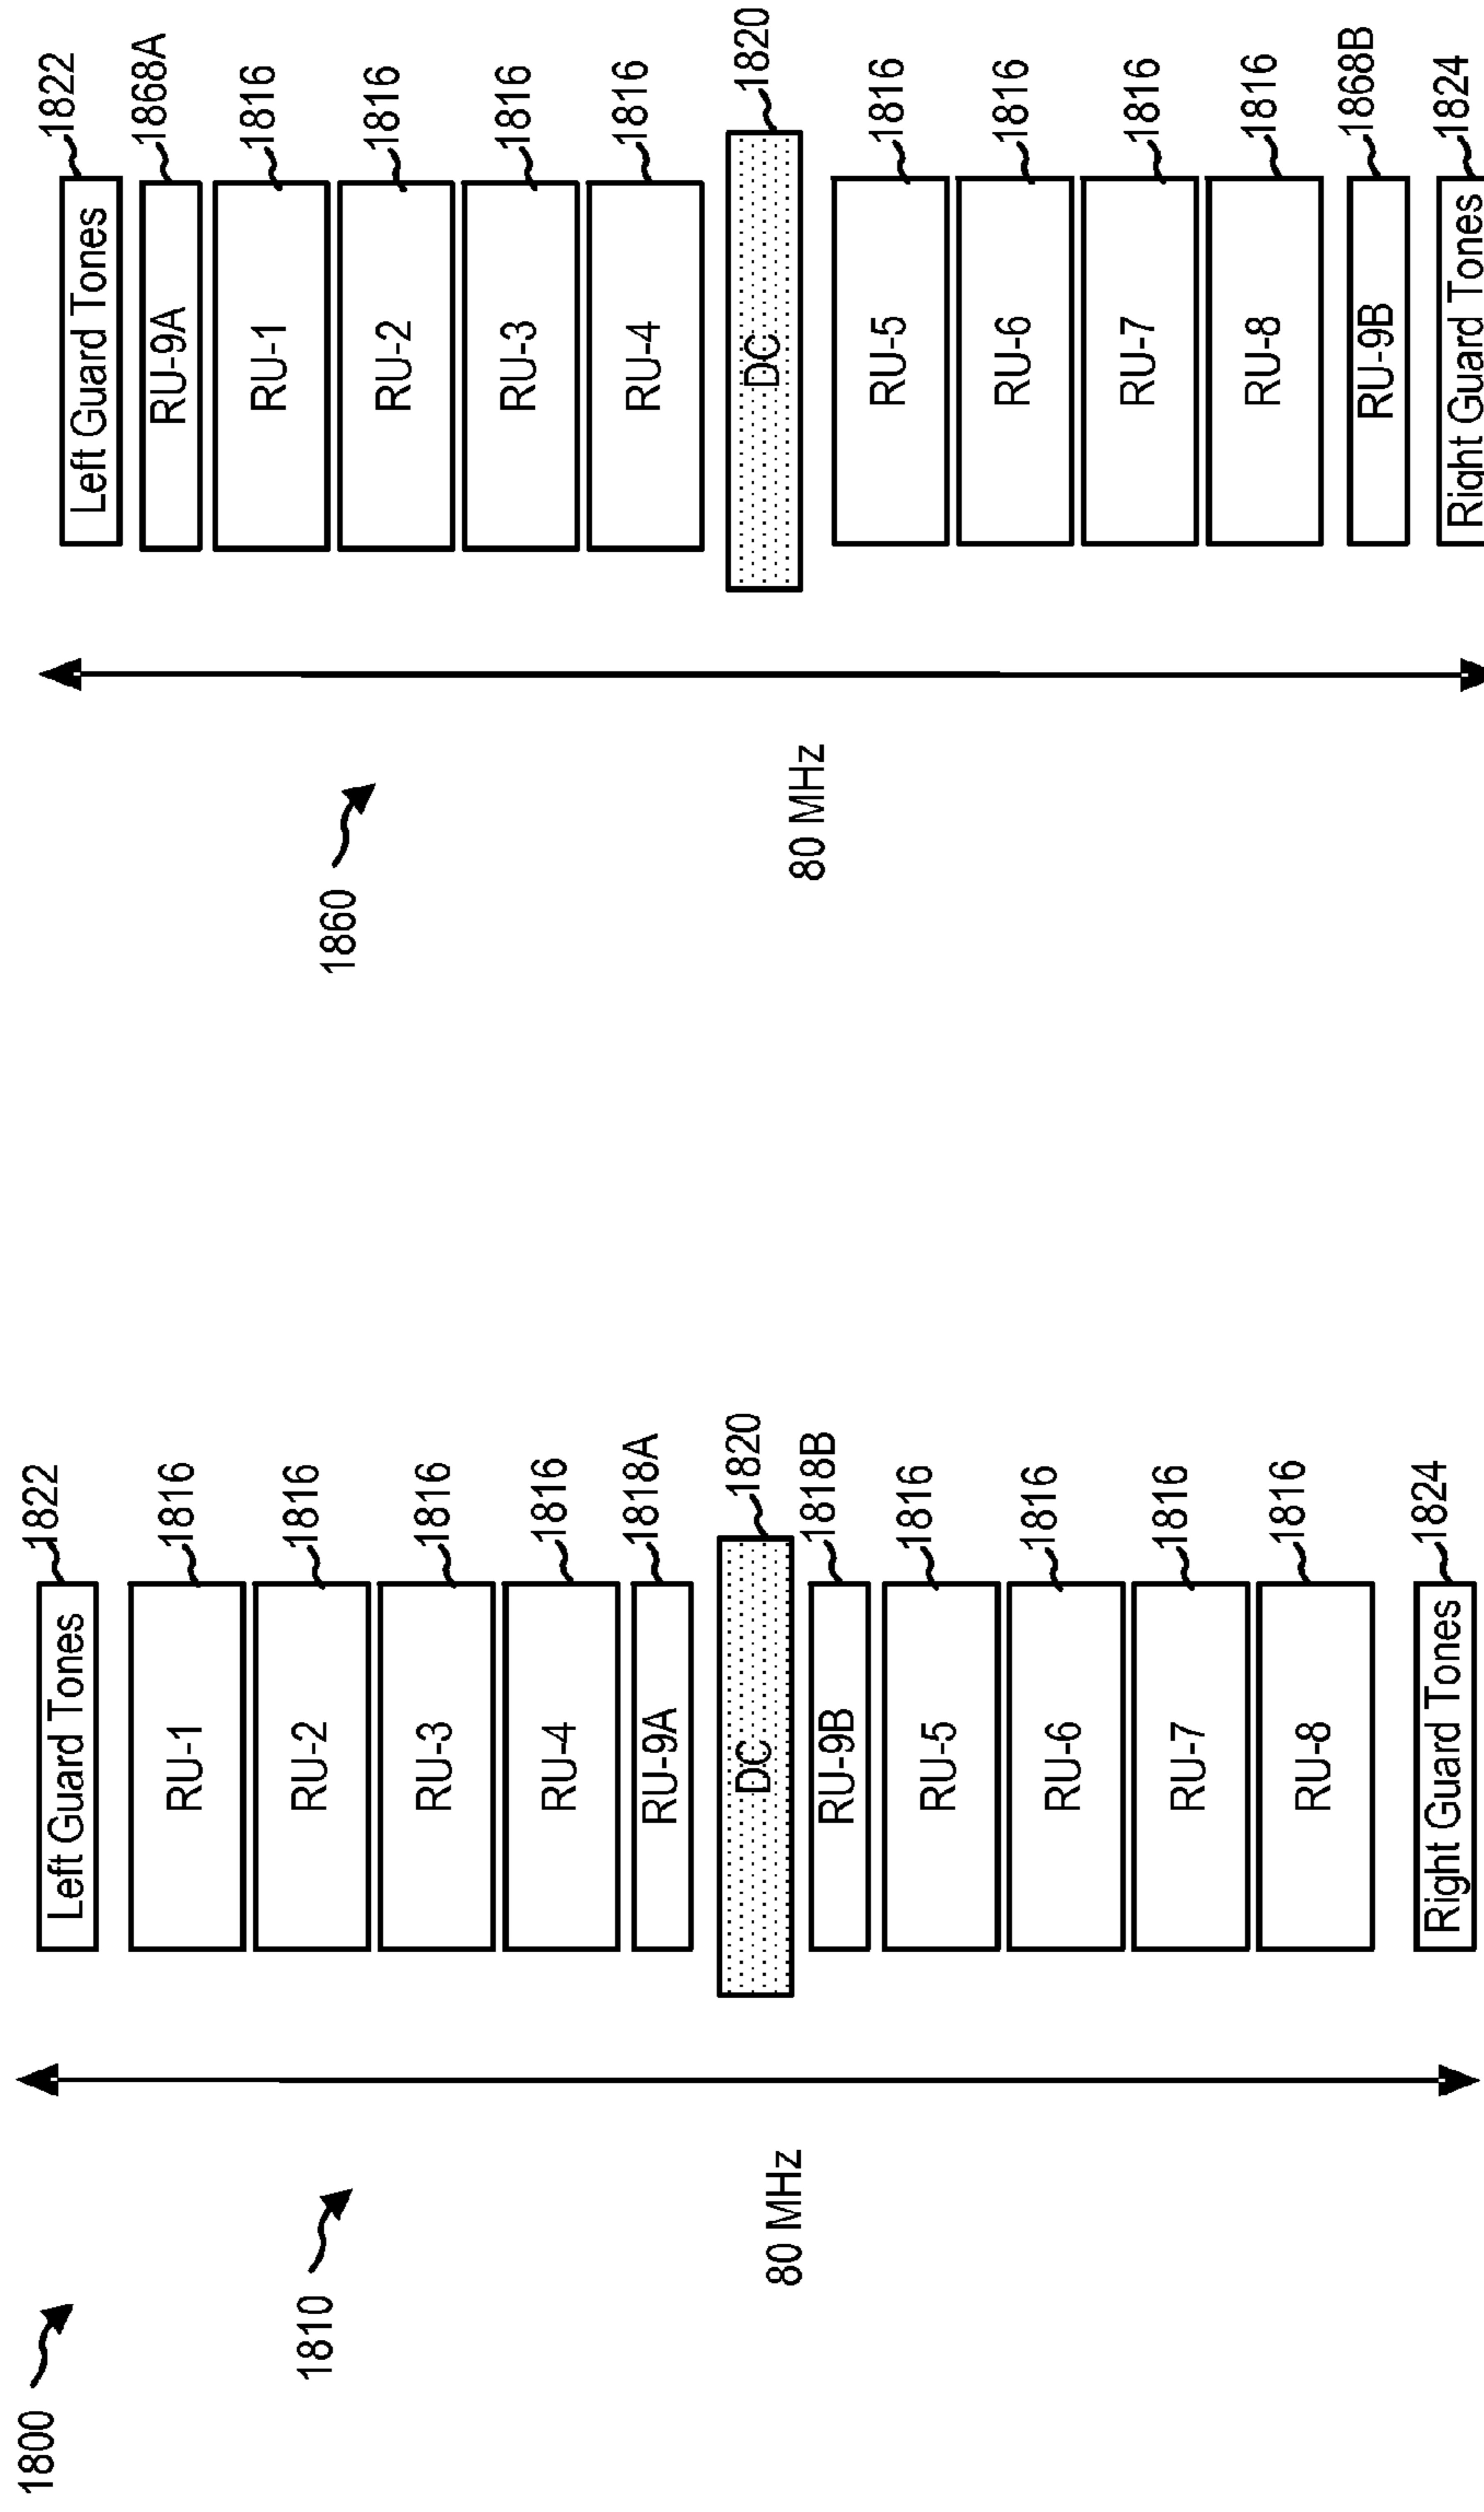 1800
1810
80 MHz
Left Guard Tones
1822
RU-1
1816
RU-2
1816
RU-3
1816
RU-4
1816
RU-9A
1818A
DC
1820
RU-9B
1818B
RU-5
1816
RU-6
1816
RU-7
1816
RU-8
1816
Right Guard Tones
1824
1860
80 MHz
Left Guard Tones
1822
RU-9A
1868A
RU-1
1816
RU-2
1816
RU-3
1816
RU-4
1816
DC
1820
RU-5
1816
RU-6
1816
RU-7
1816
RU-8
1816
RU-9B
1868B
Right Guard Tones
1824